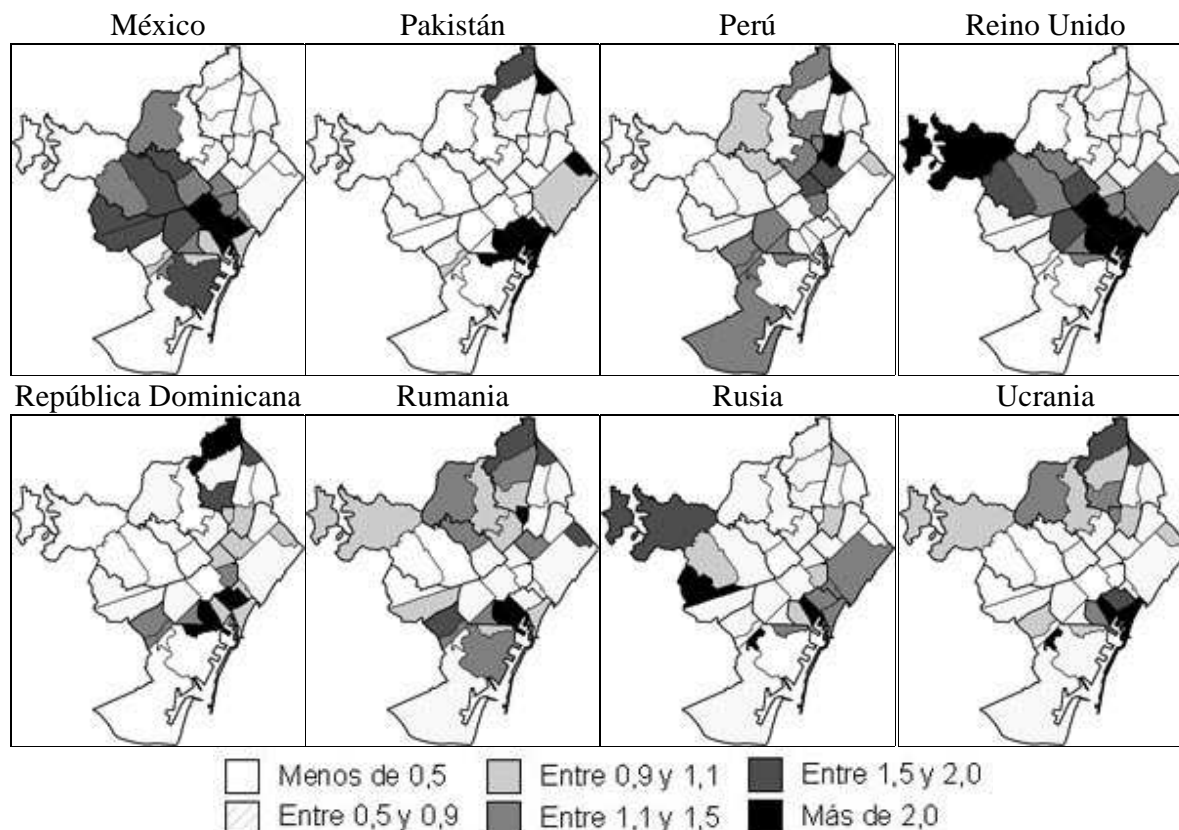 México Pakistán Perú Reino Unido
República Dominicana Rumania Rusia Ucrania
Menos de 0,5 Entre 0,9 y 1,1 Entre 1,5 y 2,0
Entre 0,5 y 0,9 Entre 1,1 y 1,5 Más de 2,0